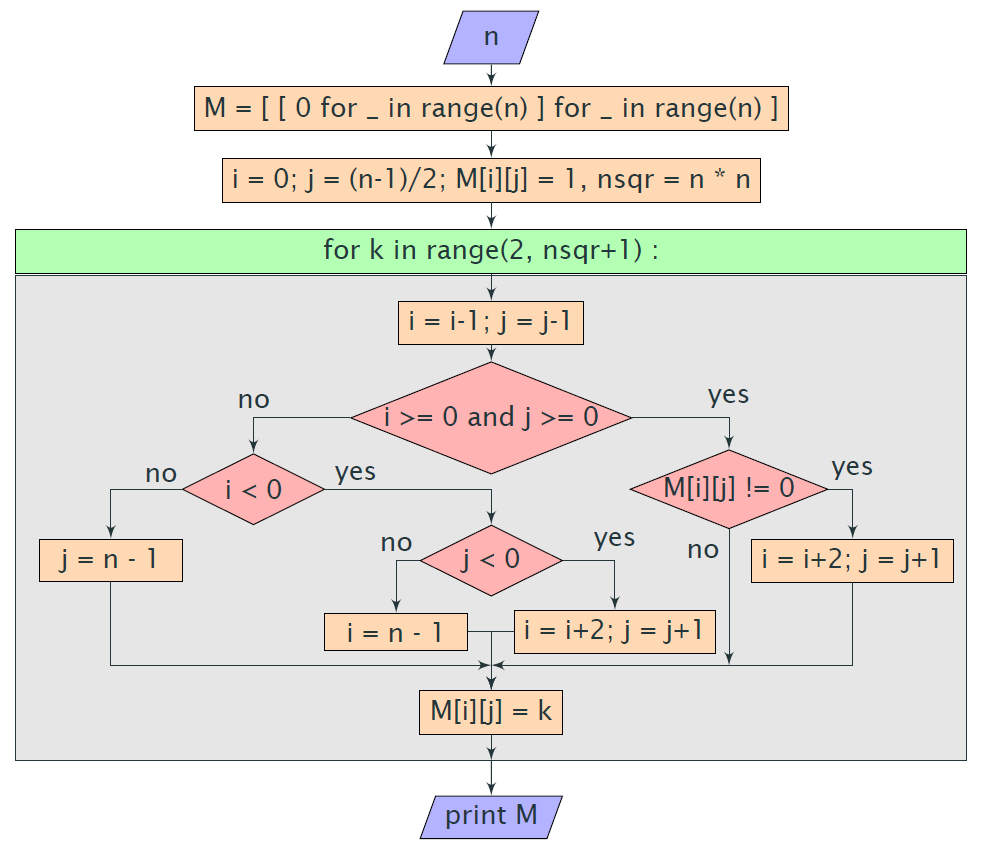 n
M = [ [ 0 for _ in range(n) ] for _ in range(n) ]
i = 0; j = (n-1)/2; M[i][j] = 1, nsqr = n * n
for k in range(2, nsqr+1) :
i = i-1; j = j-1
i >= 0 and j >= 0
no
yes
i < 0
no
yes
M[i][j] != 0
yes
no
j = n - 1
j < 0
no
yes
i = i+2; j = j+1
i = n - 1
i = i+2; j = j+1
M[i][j] = k
print M